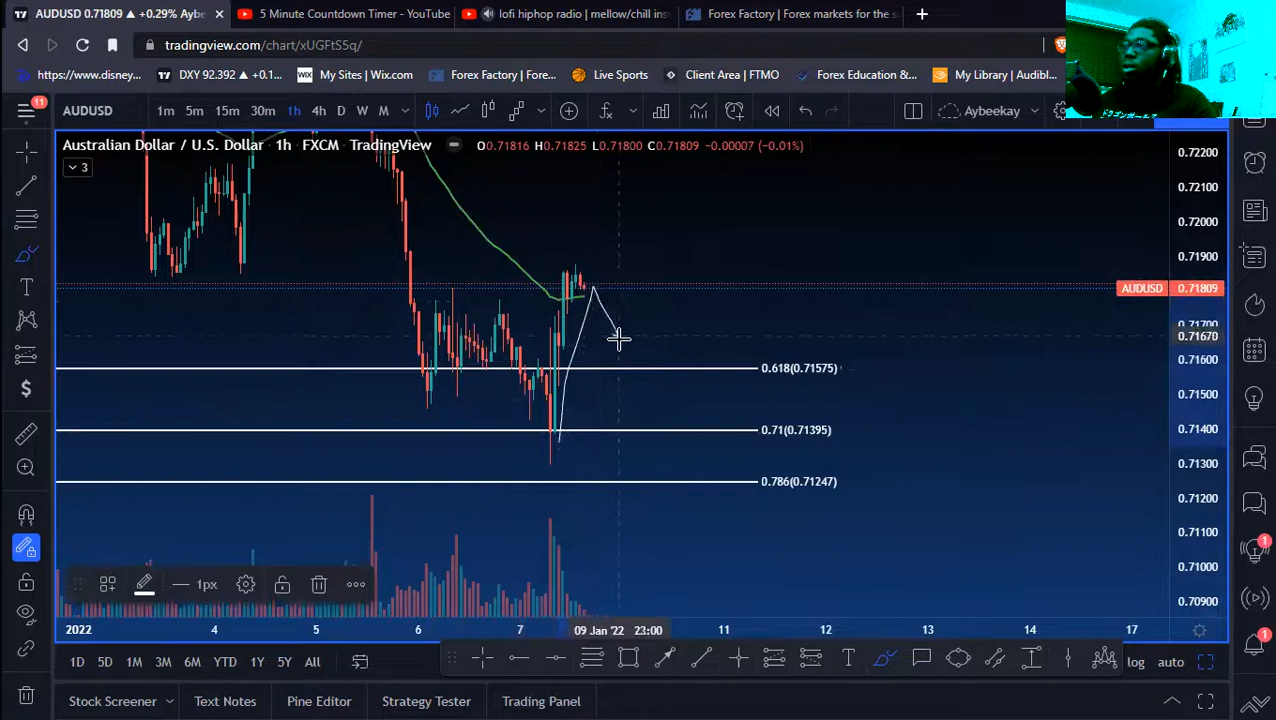 AUDUSD 0.71809 ▲ +0.29% Aybe
5 Minute Countdown Timer - YouTube
lofi hiphop radio | mellow/chill ins
Forex Factory | Forex markets for the s
tradingview.com/chart/xUGFtS5q/
https://www.disney...
DXY 92.392 ▲ +0.1...
WIX My Sites | Wix.com
Forex Factory | Fore...
Live Sports
Client Area | FTMO
Forex Education &...
My Library | Audibl...
11
AUDUSD
1m 5m 15m 30m 1h 4h D W M
Aybeekay
Australian Dollar / U.S. Dollar · 1h · FXCM · TradingView
O0.71816 H0.71825 L0.71800 C0.71809 −0.00007 (−0.01%)
3
0.72200
0.72100
0.72000
0.71900
AUDUSD 0.71809
0.71700
0.71670
0.71600
0.618(0.71575)
0.71500
0.71400
0.71(0.71395)
0.71300
0.786(0.71247)
0.71200
0.71100
0.71000
0.70900
1px
1
1
2022 4 5 6 7 09 Jan '22 23:00 11 12 13 14 17
1D 5D 1M 3M 6M YTD 1Y 5Y All
log auto
Stock Screener
Text Notes
Pine Editor
Strategy Tester
Trading Panel